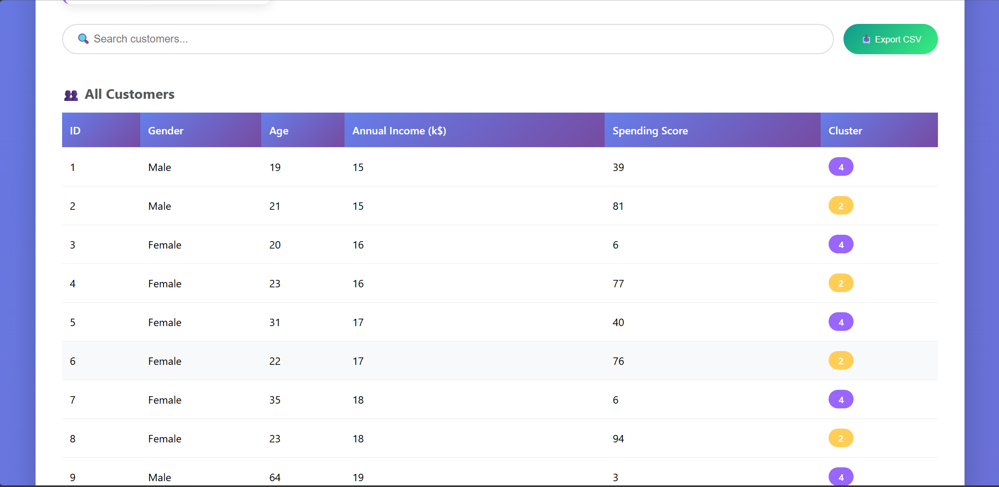 Search customers...
Export CSV
All Customers
ID Gender Age Annual Income (k$) Spending Score Cluster
1 Male 19 15 39 4
2 Male 21 15 81 2
3 Female 20 16 6 4
4 Female 23 16 77 2
5 Female 31 17 40 4
6 Female 22 17 76 2
7 Female 35 18 6 4
8 Female 23 18 94 2
9 Male 64 19 3 4